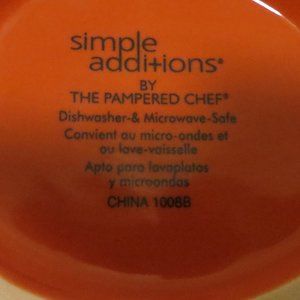 simple
additions®
BY
THE PAMPERED CHEF®
Dishwasher-& Microwave-Safe
Convient au micro-ondes et
au lave-vaisselle
Apto para lavaplatos
y microondas
CHINA 1008B